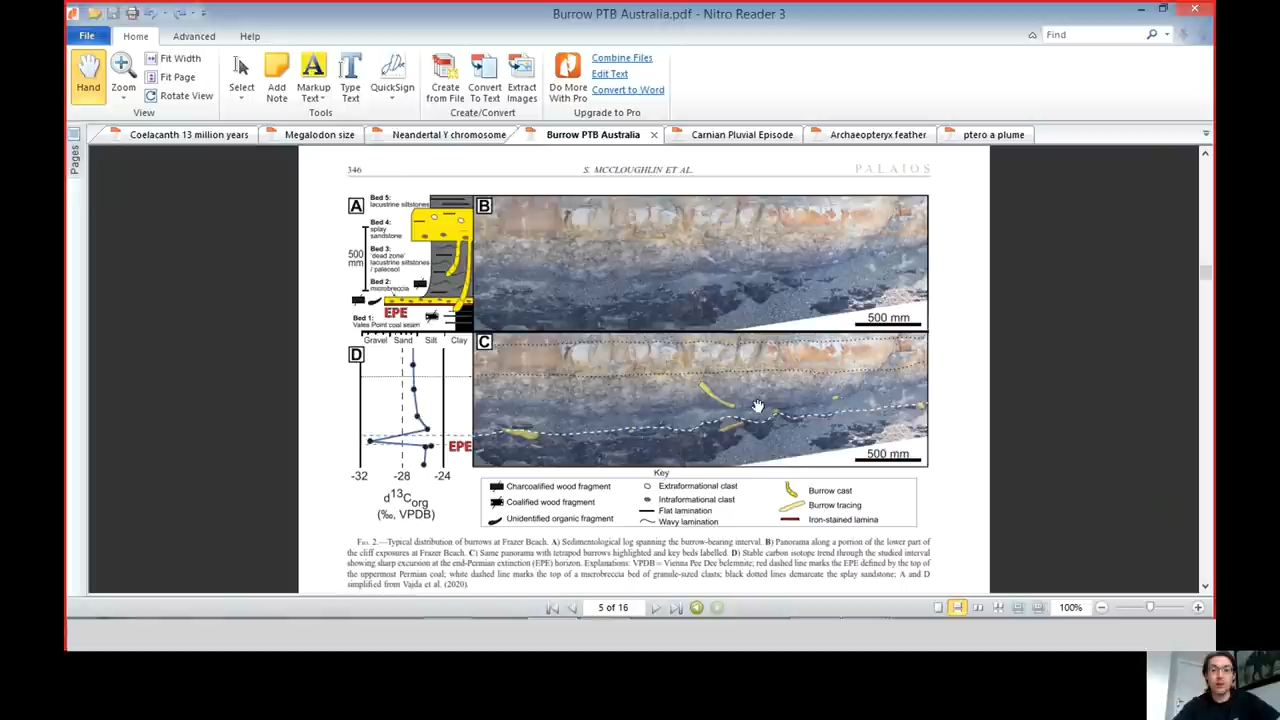 Burrow PTB Australia.pdf - Nitro Reader 3
File
Home
Advanced
Help
Find
Hand
Zoom
Fit Width
Fit Page
Rotate View
View
Select
Add Note
Markup Text
Type Text
QuickSign
Tools
Create from File
Convert To Text
Extract Images
Create/Convert
Do More With Pro
Combine Files
Edit Text
Convert to Word
Upgrade to Pro
Coelacanth 13 million years
Megalodon size
Neandertal Y chromosome
Burrow PTB Australia
Carnian Pluvial Episode
Archaeopteryx feather
ptero a plume
Pages
346
S. MCCLOUGHLIN ET AL.
PALAIOS
A
Bed 5:
lacustrine siltstones
Bed 4:
splay
sandstone
500
mm
Bed 3:
'dead zone'
lacustrine siltstones
/ paleosol
Bed 2:
microbreccia
EPE
Bed 1:
Vales Point coal seam
Gravel Sand Silt Clay
B
500 mm
C
500 mm
D
EPE
-32 -28 -24
d13Corg
(‰, VPDB)
Key
Charcoalified wood fragment
Coalified wood fragment
Unidentified organic fragment
Extraformational clast
Intraformational clast
Flat lamination
Wavy lamination
Burrow cast
Burrow tracing
Iron-stained lamina
FIG. 2.—Typical distribution of burrows at Frazer Beach. A) Sedimentological log spanning the burrow-bearing interval. B) Panorama along a portion of the lower part of
the cliff exposures at Frazer Beach. C) Same panorama with tetrapod burrows highlighted and key beds labelled. D) Stable carbon isotope trend through the studied interval
showing sharp excursion at the end-Permian extinction (EPE) horizon. Explanations: VPDB = Vienna Pee Dee belemnite; red dashed line marks the EPE defined by the top of
the uppermost Permian coal; white dashed line marks the top of a microbreccia bed of granule-sized clasts; black dotted lines demarcate the splay sandstone; A and D
simplified from Vajda et al. (2020).
5 of 16
100%